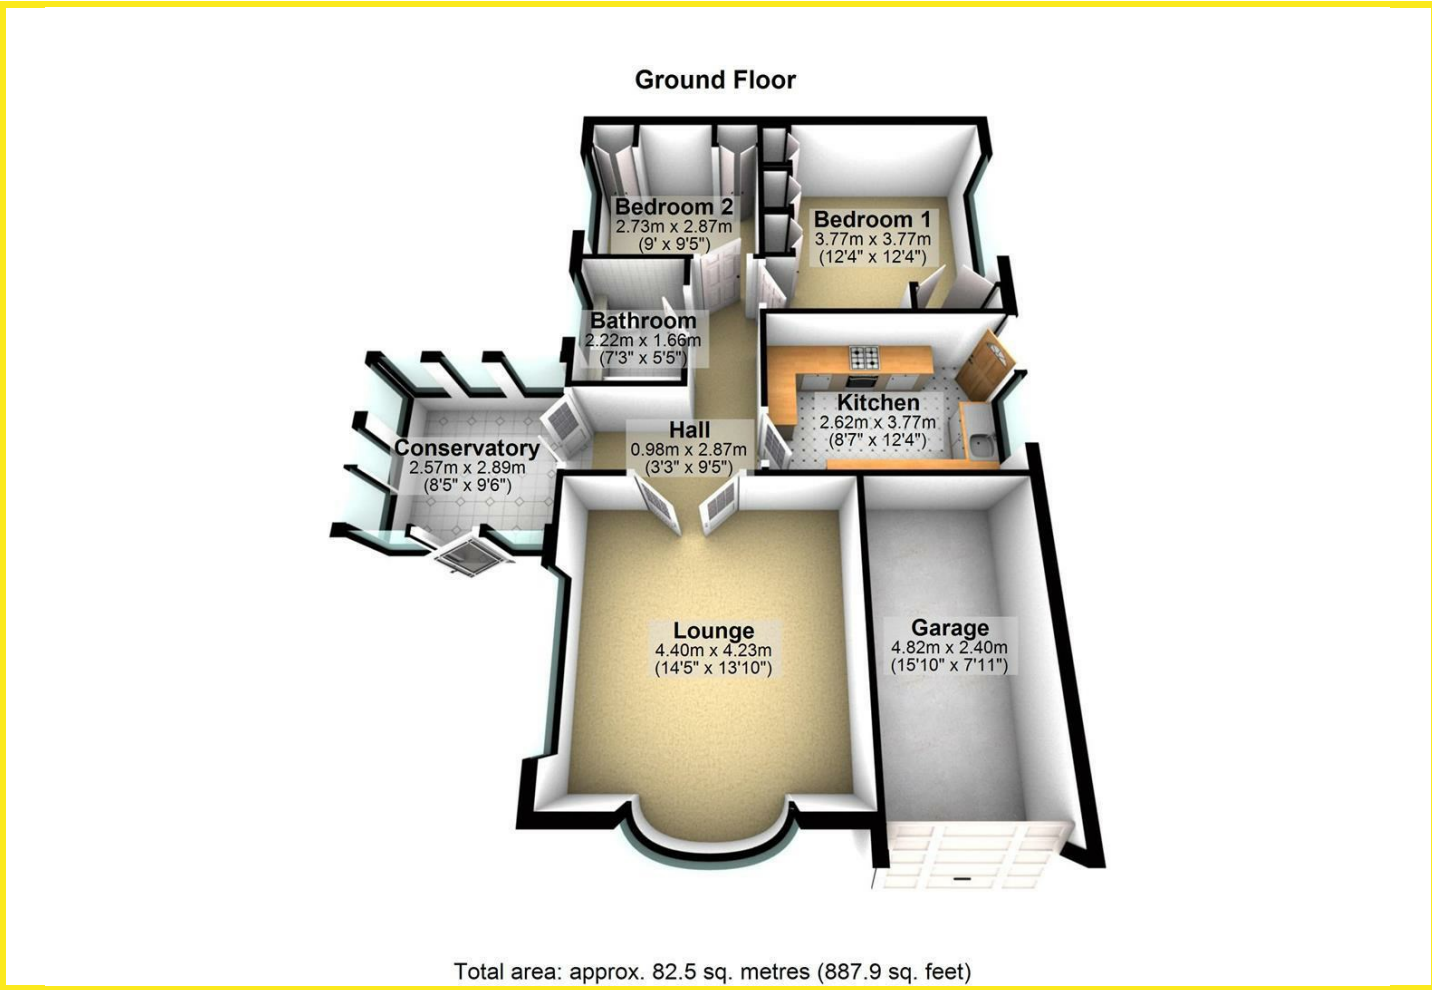 Ground Floor
Bedroom 2
2.73m x 2.87m
(9' x 9'5")
Bedroom 1
3.77m x 3.77m
(12'4" x 12'4")
Bathroom
2.22m x 1.66m
(7'3" x 5'5")
Kitchen
2.62m x 3.77m
(8'7" x 12'4")
Hall
0.98m x 2.87m
(3'3" x 9'5")
Conservatory
2.57m x 2.89m
(8'5" x 9'6")
Lounge
4.40m x 4.23m
(14'5" x 13'10")
Garage
4.82m x 2.40m
(15'10" x 7'11")
Total area: approx. 82.5 sq. metres (887.9 sq. feet)